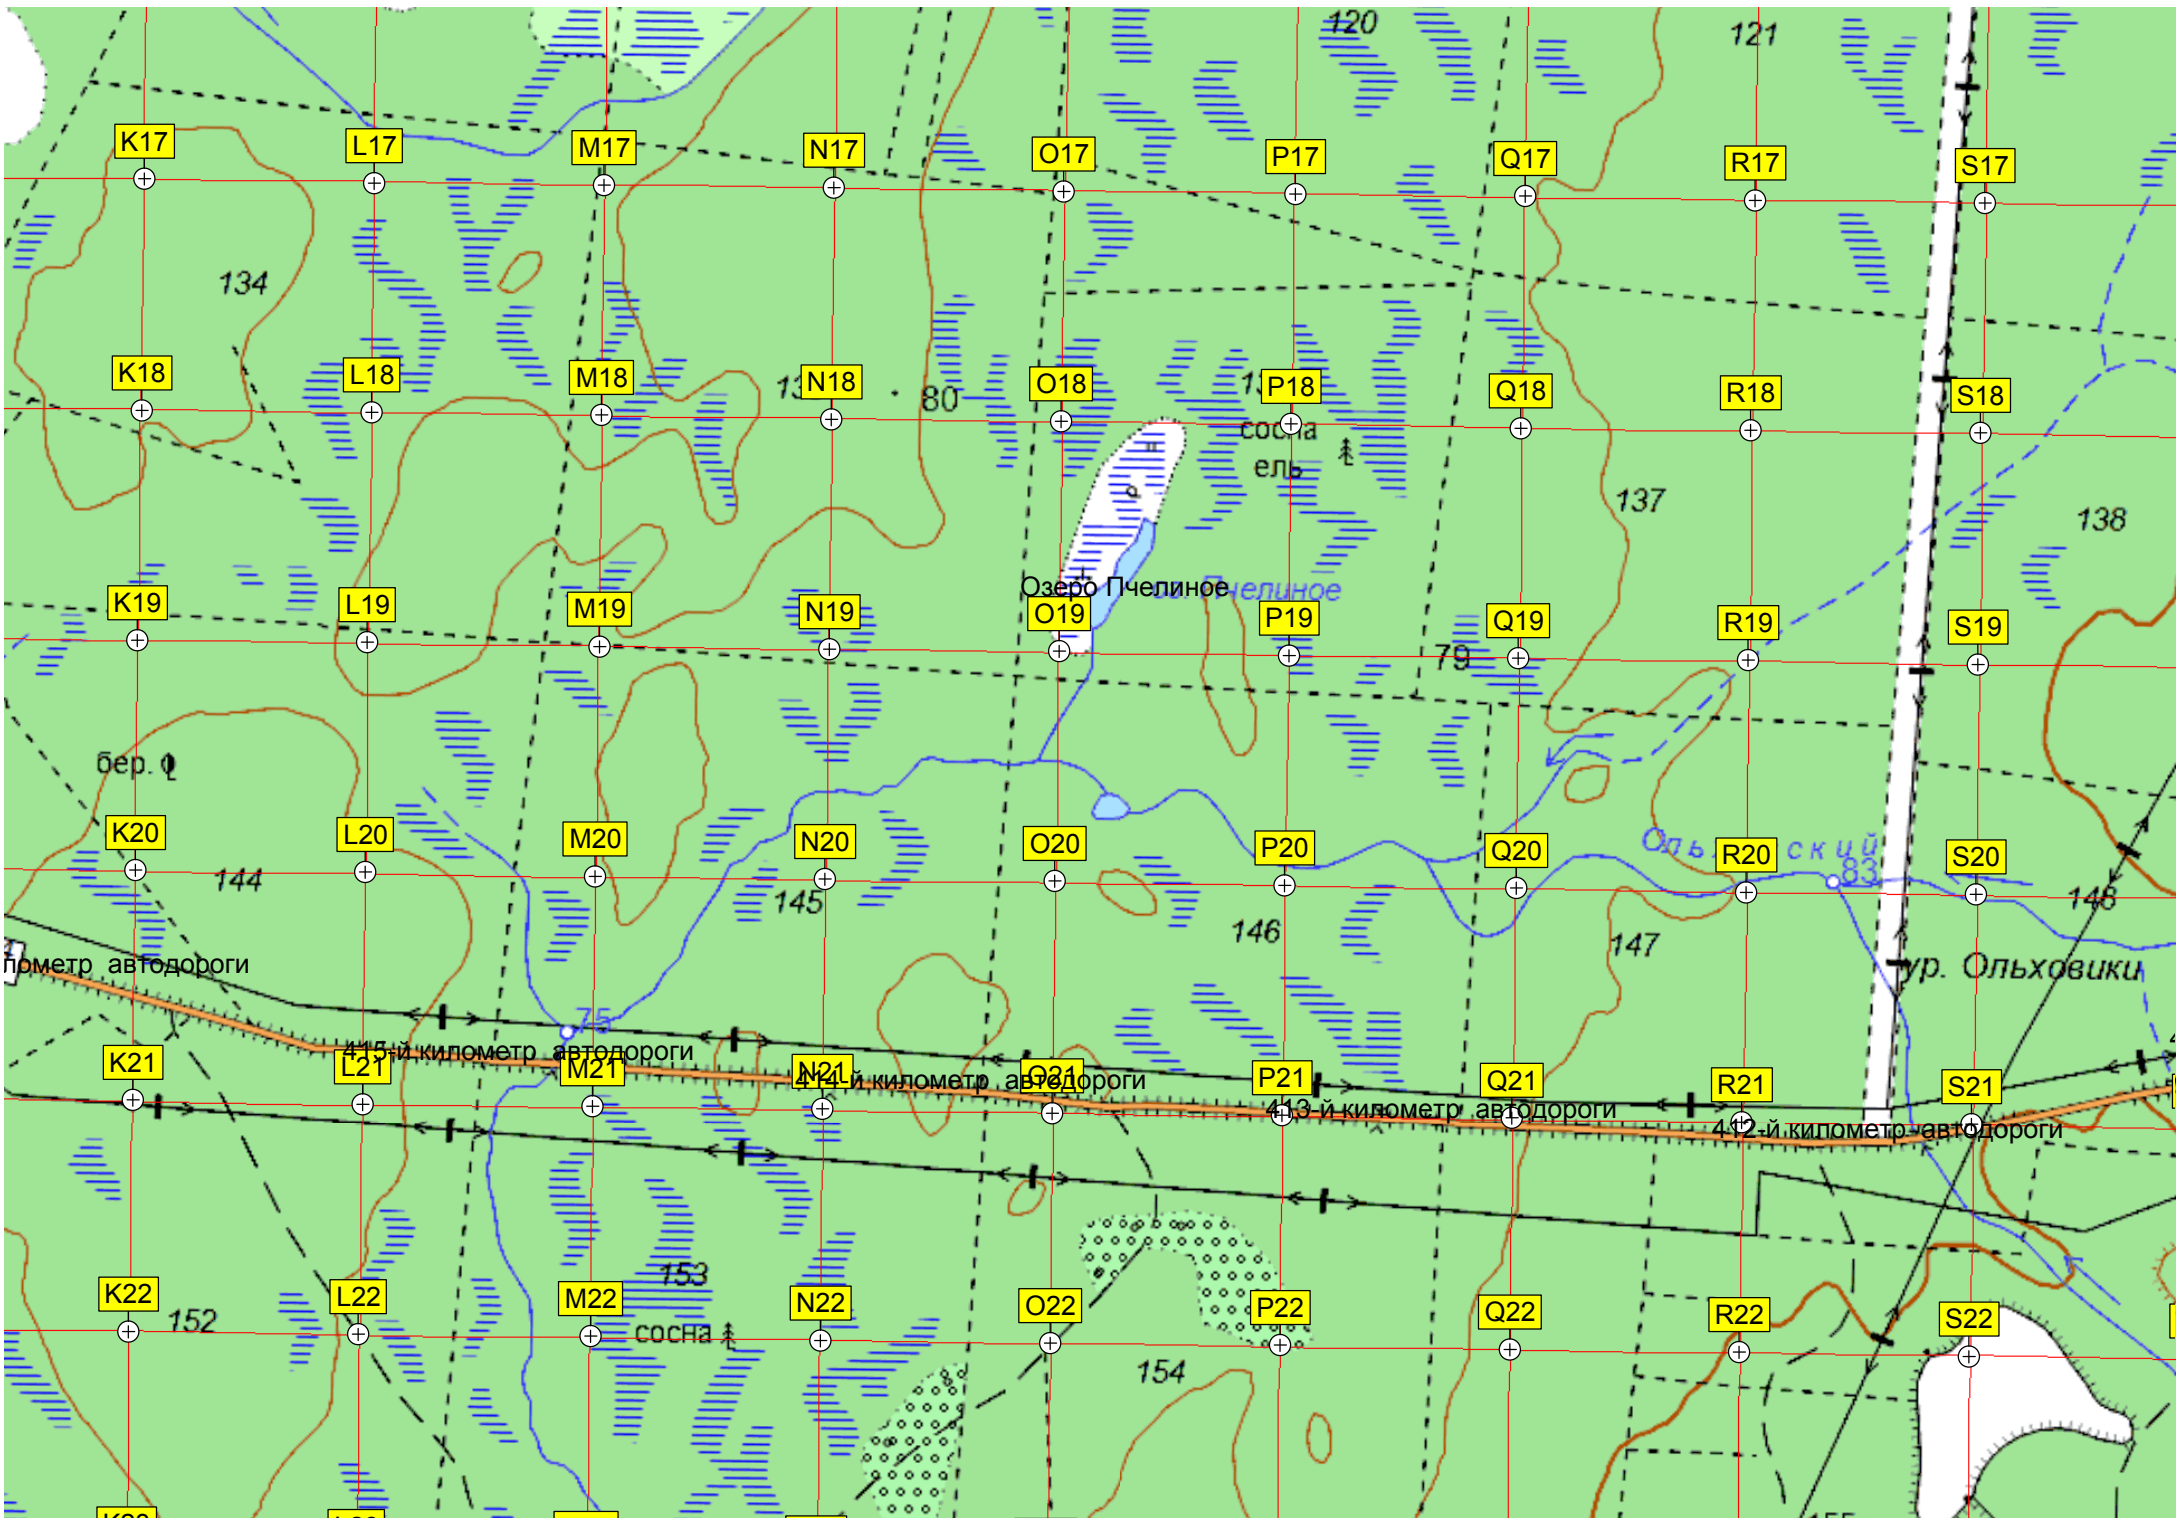 120
121
K17
L17
M17
N17
O17
P17
Q17
R17
S17
134
K18
L18
M18
N18
80
O18
P18
Q18
R18
S18
сосна
ель
137
138
Озеро Пчелиное
Пчелиное
K19
L19
M19
N19
O19
P19
Q19
R19
S19
79
бер.
K20
L20
M20
N20
O20
P20
Q20
R20
S20
83
144
145
146
147
148
ур. Ольховики
километр автодороги
75
415-й километр автодороги
414-й километр автодороги
413-й километр автодороги
412-й километр автодороги
K21
L21
M21
N21
O21
P21
Q21
R21
S21
153
K22
L22
M22
N22
O22
P22
Q22
R22
S22
152
сосна
154